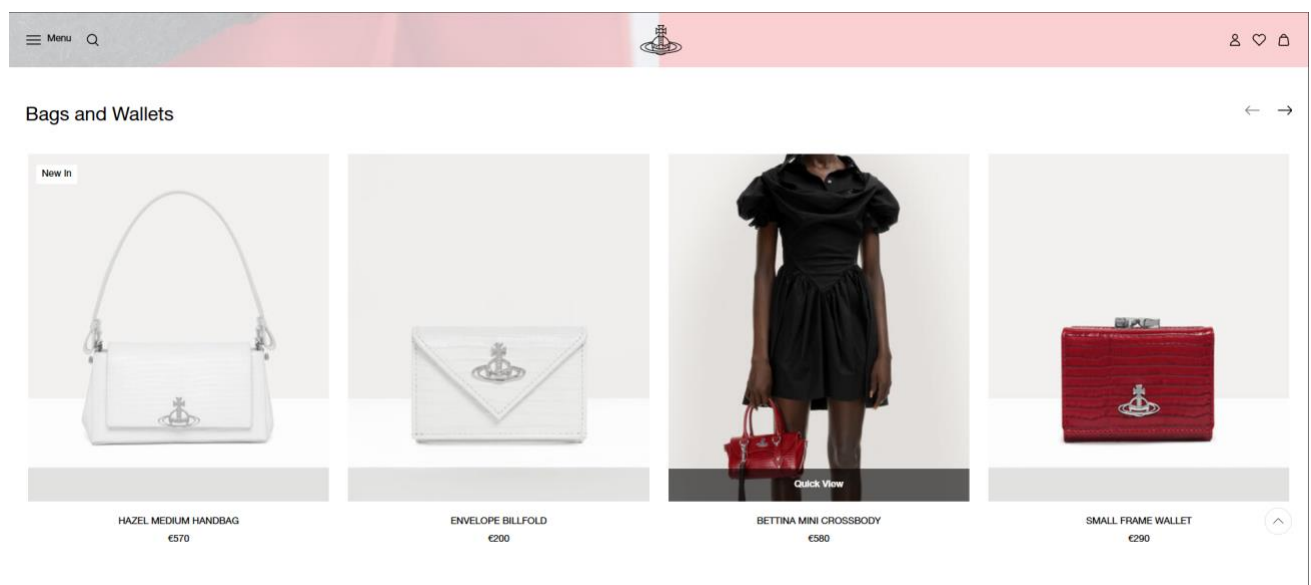 Menu
Bags and Wallets
New In
Quick View
HAZEL MEDIUM HANDBAG
€570
ENVELOPE BILLFOLD
€200
BETTINA MINI CROSSBODY
€580
SMALL FRAME WALLET
€290